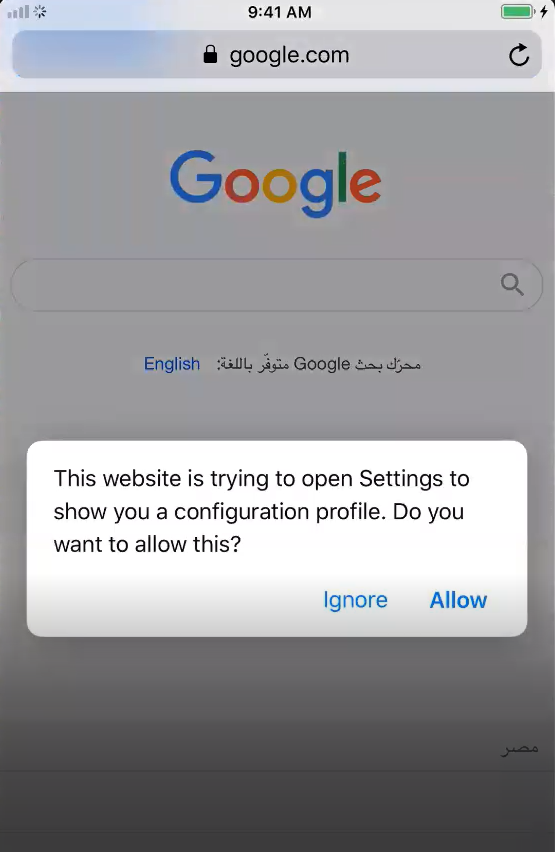 9:41 AM
google.com
Google
محرّك بحث Google متوفّر باللغة: English
This website is trying to open Settings to
show you a configuration profile. Do you
want to allow this?
Ignore Allow
مصر